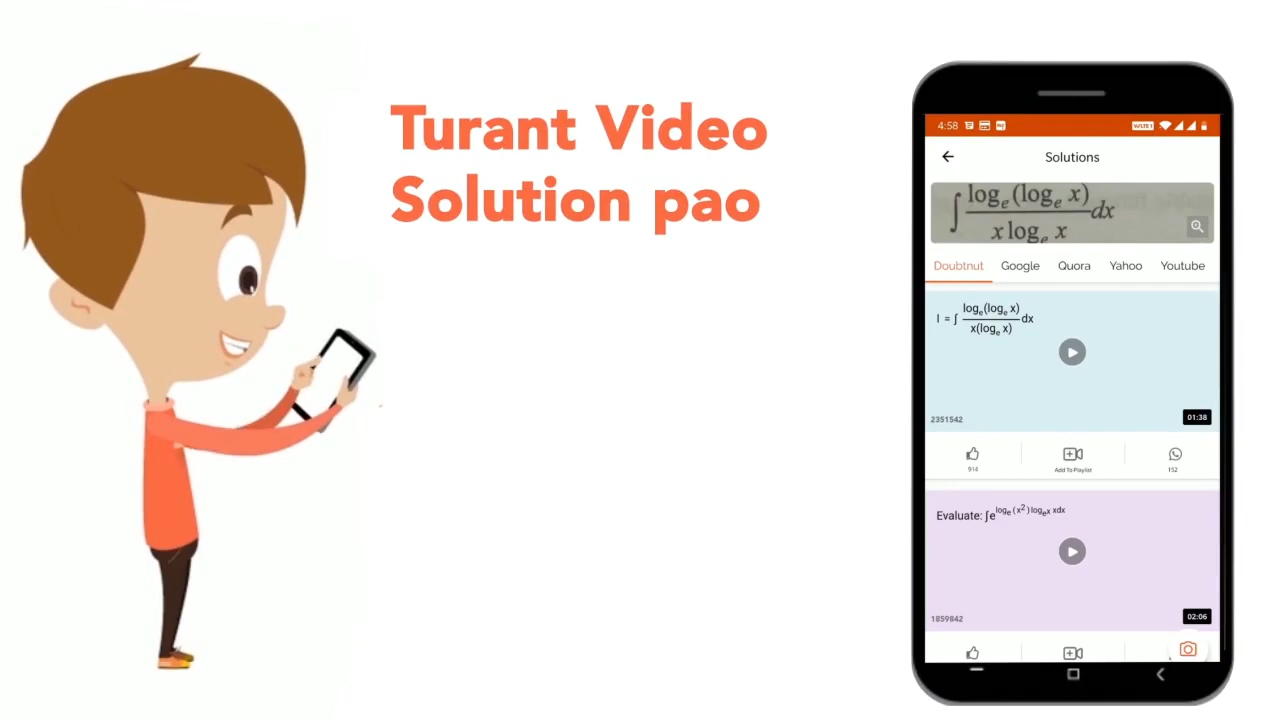 Turant Video
Solution pao
4:58
Solutions
∫ logₑ(logₑ x) / x logₑ x dx
Doubtnut Google Quora Yahoo Youtube
I = ∫ logₑ(logₑ x) / x(logₑ x) dx
2351542 01:38
914 Add To Playlist 152
Evaluate: ∫e^logₑ(x²)logₑx xdx
1859842 02:06